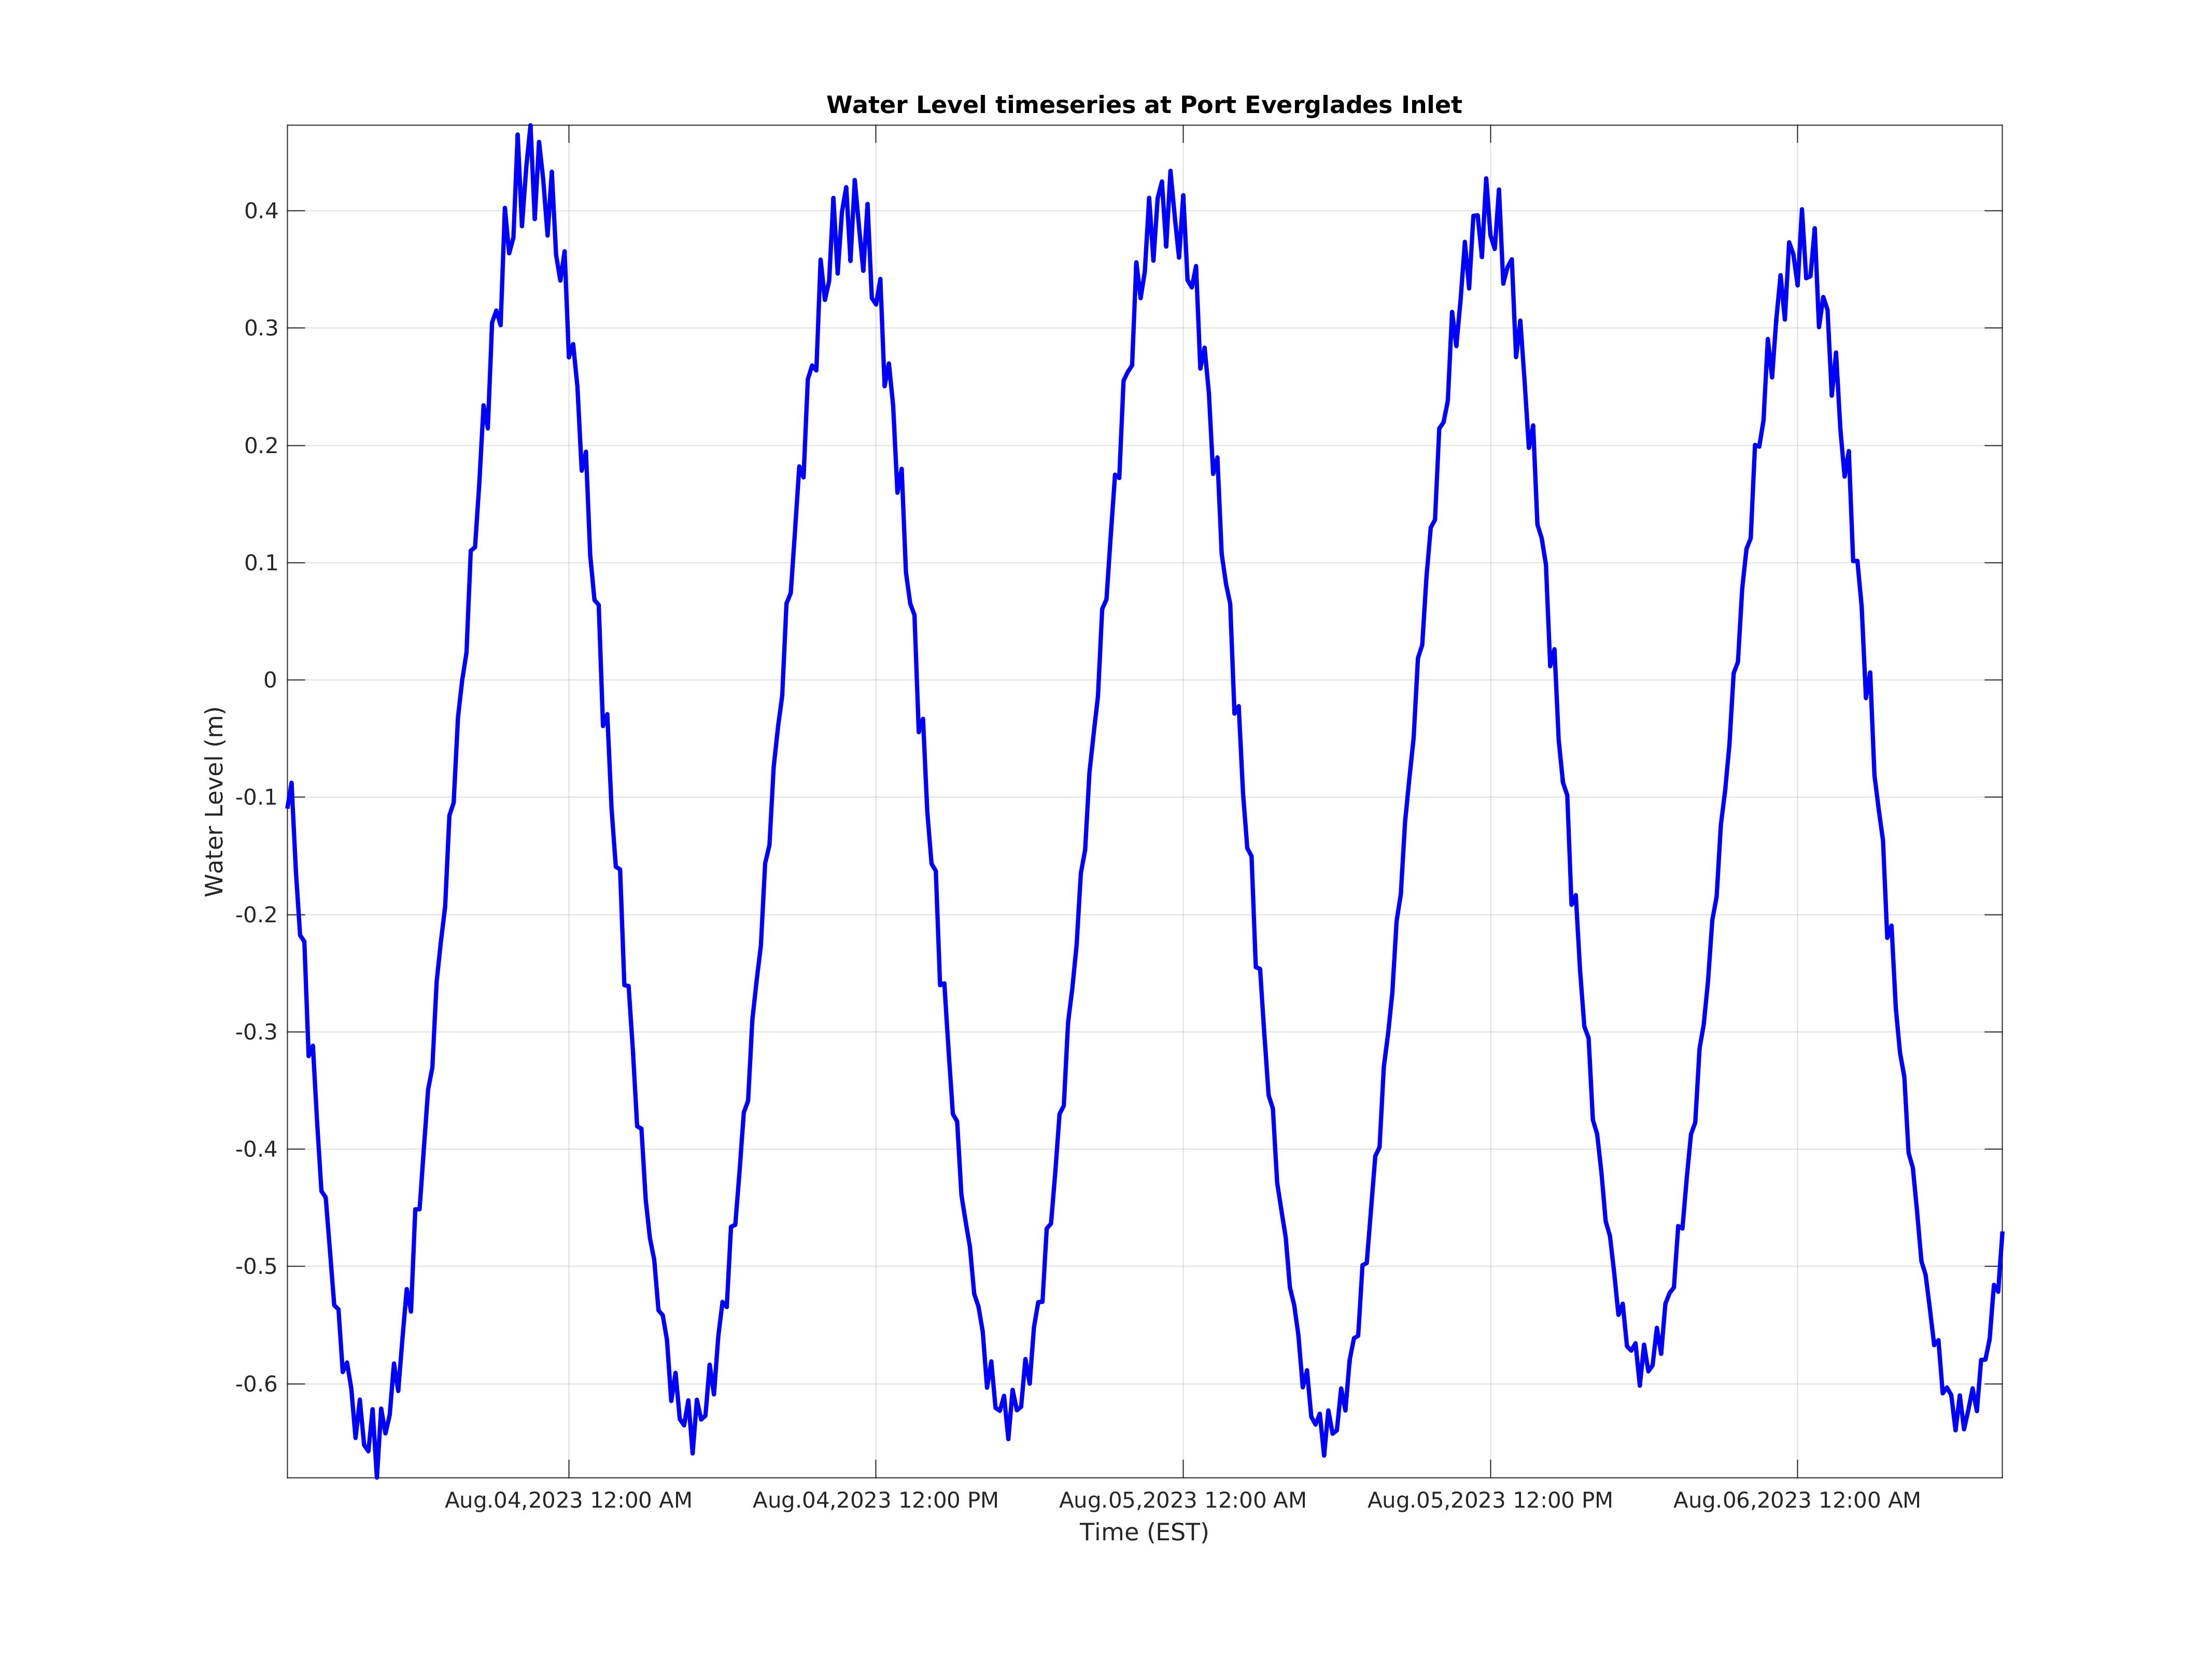 Water Level timeseries at Port Everglades Inlet
0.4
0.3
0.2
0.1
0
-0.1
-0.2
-0.3
-0.4
-0.5
-0.6
Water Level (m)
Aug.04,2023 12:00 AM
Aug.04,2023 12:00 PM
Aug.05,2023 12:00 AM
Aug.05,2023 12:00 PM
Aug.06,2023 12:00 AM
Time (EST)